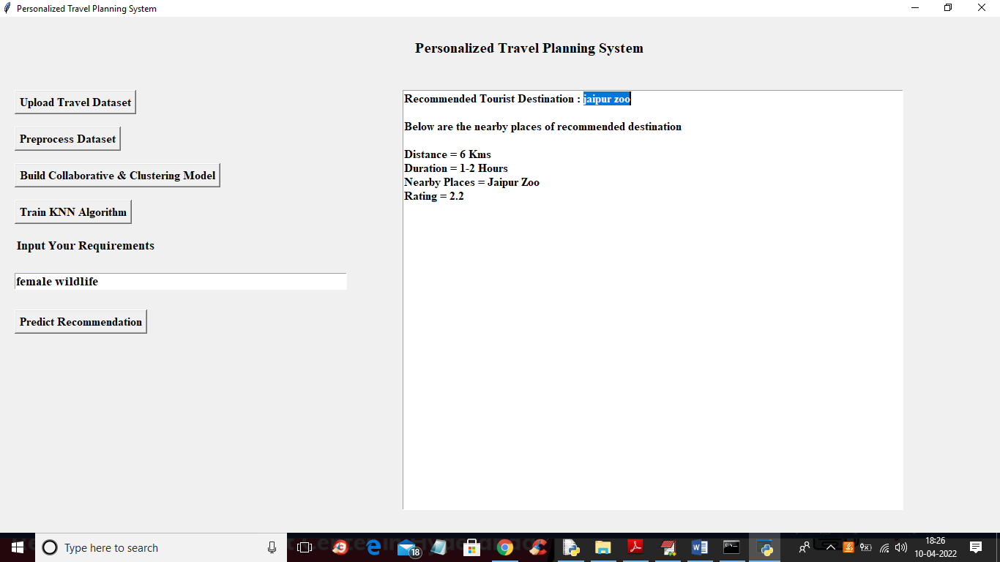 Personalized Travel Planning System
Personalized Travel Planning System
Upload Travel Dataset
Preprocess Dataset
Build Collaborative & Clustering Model
Train KNN Algorithm
Input Your Requirements
female wildlife
Predict Recommendation
Recommended Tourist Destination : jaipur zoo
Below are the nearby places of recommended destination
Distance = 6 Kms
Duration = 1-2 Hours
Nearby Places = Jaipur Zoo
Rating = 2.2
Type here to search
18
18:26
10-04-2022